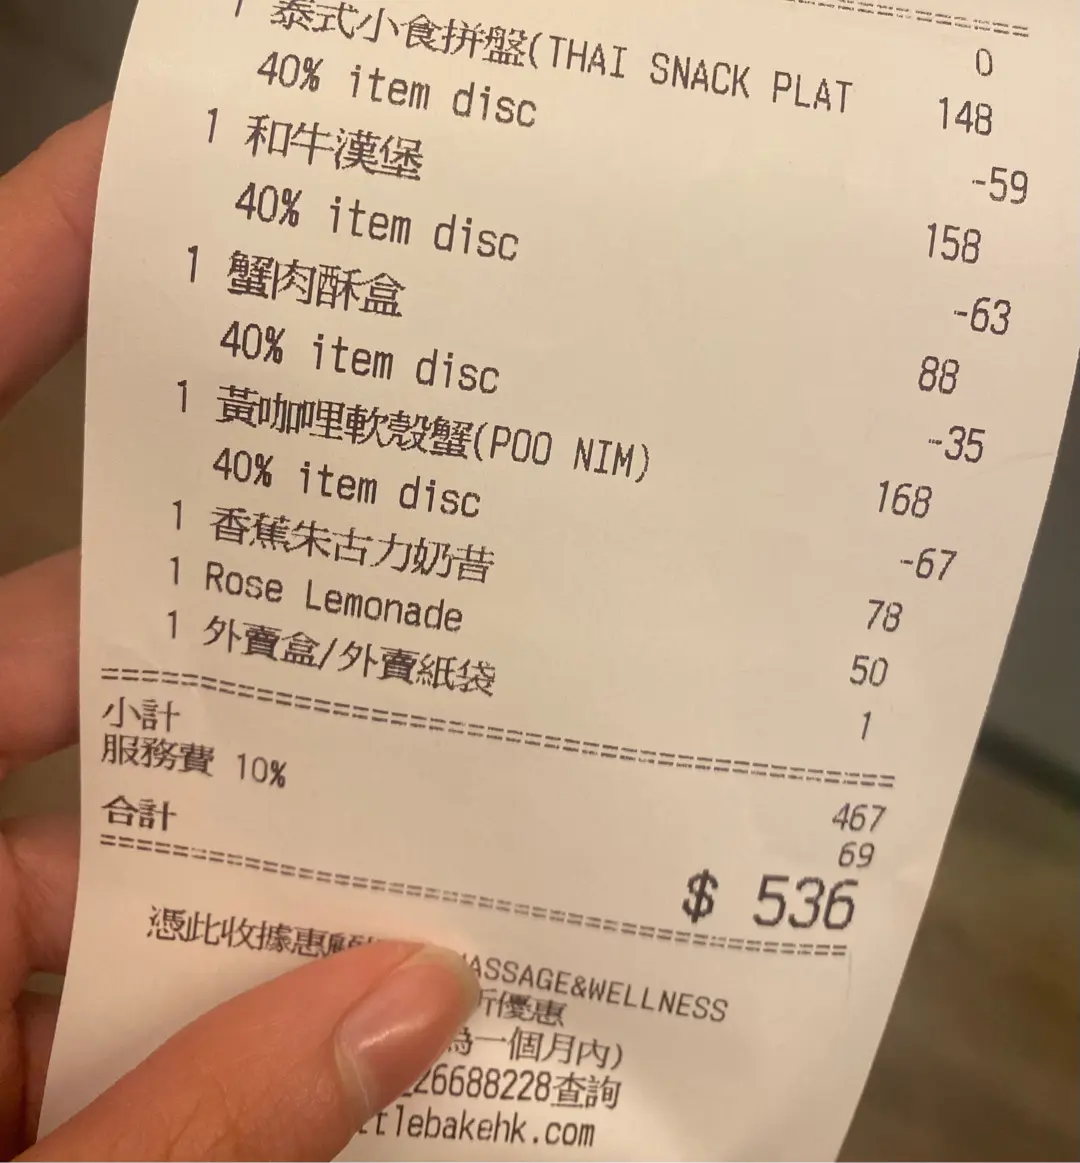 0
1 泰式小食拼盤(THAI SNACK PLAT 148
40% item disc -59
1 和牛漢堡 158
40% item disc -63
1 蟹肉酥盒 88
40% item disc -35
1 黃咖哩軟殼蟹(POO NIM) 168
40% item disc -67
1 香蕉朱古力奶昔 78
1 Rose Lemonade 50
1 外賣盒/外賣紙袋 1
小計 467
服務費 10% 69
合計 $ 536
憑此收據惠顧 MASSAGE&WELLNESS
折優惠
為一個月內)
26688228查詢
ttlebakehk.com